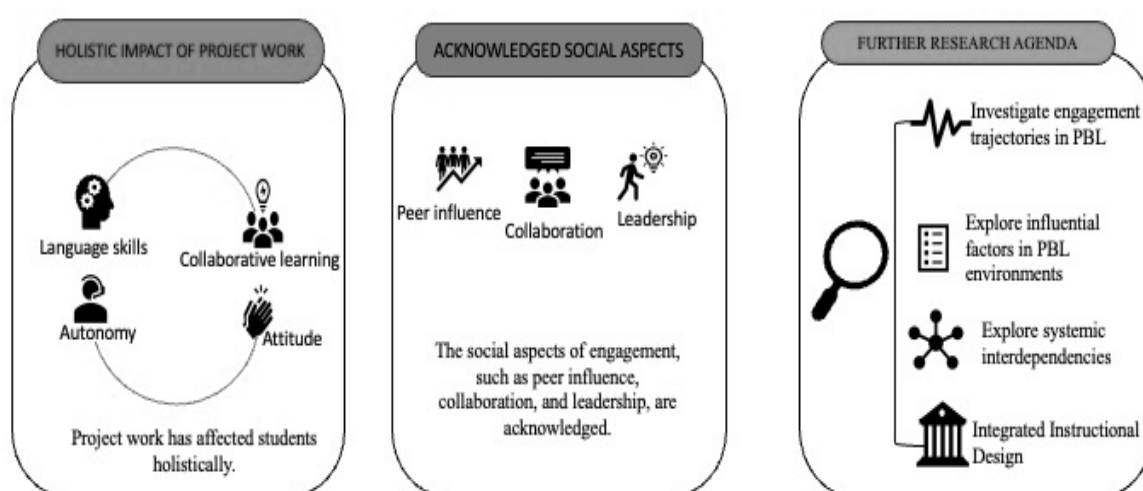 HOLISTIC IMPACT OF PROJECT WORK
Language skills
Collaborative learning
Autonomy
Attitude
Project work has affected students
holistically.
ACKNOWLEDGED SOCIAL ASPECTS
Peer influence
Collaboration
Leadership
The social aspects of engagement,
such as peer influence,
collaboration, and leadership, are
acknowledged.
FURTHER RESEARCH AGENDA
Investigate engagement
trajectories in PBL
Explore influential
factors in PBL
environments
Explore systemic
interdependencies
Integrated Instructional
Design